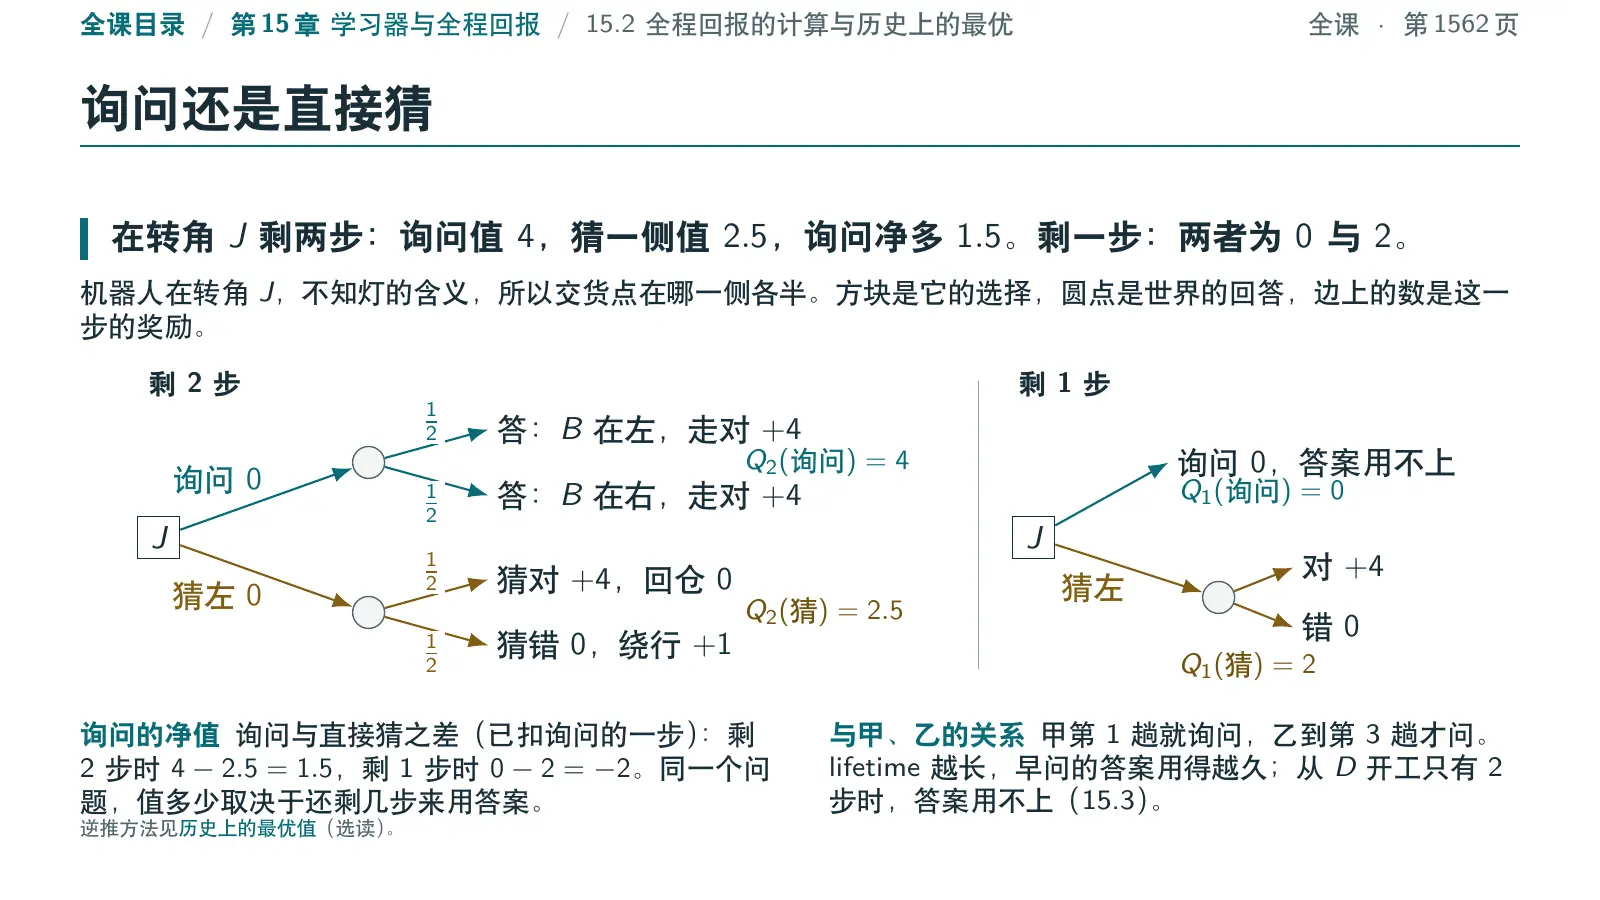 全课目录 / 第 15 章 学习器与全程回报 / 15.2 全程回报的计算与历史上的最优
全课 · 第 1562 页
询问还是直接猜
在转角 J 剩两步：询问值 4，猜一侧值 2.5，询问净多 1.5。剩一步：两者为 0 与 2。
机器人在转角 J，不知灯的含义，所以交货点在哪一侧各半。方块是它的选择，圆点是世界的回答，边上的数是这一
步的奖励。
剩 2 步
询问 0
J
猜左 0
1/2
答：B 在左，走对 +4
Q₂(询问) = 4
1/2
答：B 在右，走对 +4
1/2
猜对 +4，回仓 0
Q₂(猜) = 2.5
1/2
猜错 0，绕行 +1
剩 1 步
询问 0，答案用不上
Q₁(询问) = 0
J
猜左
对 +4
错 0
Q₁(猜) = 2
询问的净值 询问与直接猜之差（已扣询问的一步）：剩
2 步时 4 − 2.5 = 1.5，剩 1 步时 0 − 2 = −2。同一个问
题，值多少取决于还剩几步来用答案。
逆推方法见历史上的最优值（选读）。
与甲、乙的关系 甲第 1 趟就询问，乙到第 3 趟才问。
lifetime 越长，早问的答案用得越久；从 D 开工只有 2
步时，答案用不上（15.3）。